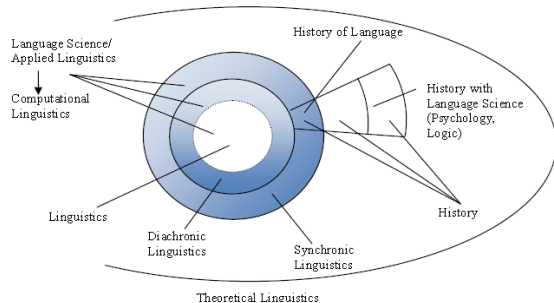 Language Science/
Applied Linguistics
Computational
Linguistics
History of Language
History with
Language Science
(Psychology,
Logic)
Linguistics
Diachronic
Linguistics
Synchronic
Linguistics
History
Theoretical Linguistics